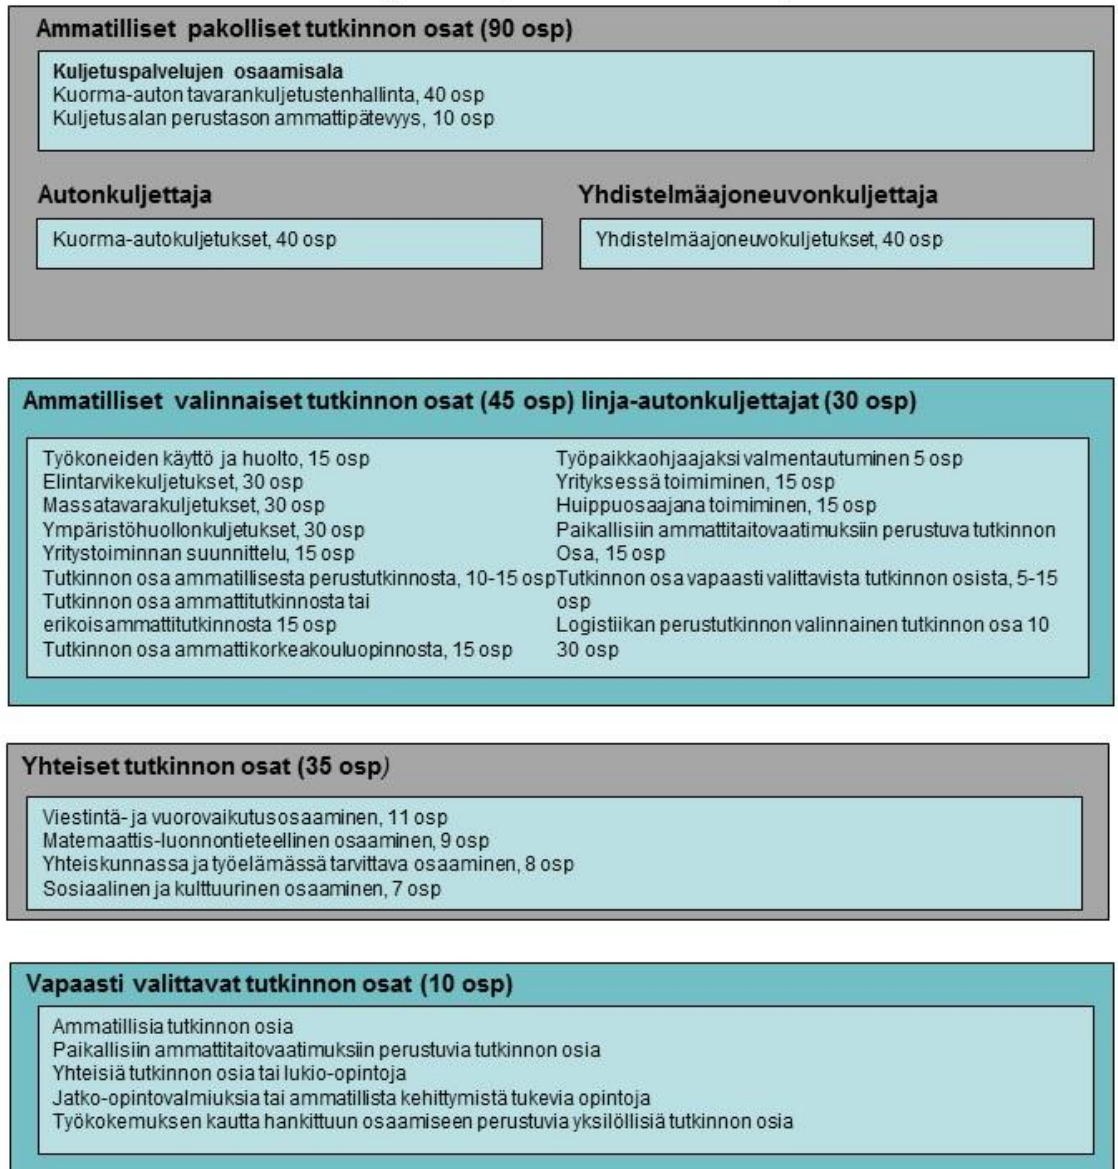 Ammatilliset pakolliset tutkinnon osat (90 osp)
Kuljetuspalvelujen osaamisala
Kuorma-auton tavarankuljetustenhallinta, 40 osp
Kuljetusalan perustason ammattipätevyys, 10 osp
Autonkuljettaja
Kuorma-autokuljetukset, 40 osp
Yhdistelmäajoneuvonkuljettaja
Yhdistelmäajoneuvokuljetukset, 40 osp
Ammatilliset valinnaiset tutkinnon osat (45 osp) linja-autonkuljettajat (30 osp)
Työkoneiden käyttö ja huolto, 15 osp
Elintarvikekuljetukset, 30 osp
Massatavarakuljetukset, 30 osp
Ympäristöhuollonkuljetukset, 30 osp
Yritystoiminnan suunnittelu, 15 osp
Tutkinnon osa ammatillisesta perustutkinnosta, 10-15 osp
Tutkinnon osa ammattitutkinnosta tai
erikoisammattitutkinnosta 15 osp
Tutkinnon osa ammattikorkeakouluopinnosta, 15 osp
Työpaikkaohjaajaksi valmentautuminen 5 osp
Yrityksessä toimiminen, 15 osp
Huippuosaajana toimiminen, 15 osp
Paikallisiin ammattitaitovaatimuksiin perustuva tutkinnon
Osa, 15 osp
Tutkinnon osa vapaasti valittavista tutkinnon osista, 5-15
osp
Logistiikan perustutkinnon valinnainen tutkinnon osa 10
30 osp
Yhteiset tutkinnon osat (35 osp)
Viestintä- ja vuorovaikutusosaaminen, 11 osp
Matemaattis-luonnontieteellinen osaaminen, 9 osp
Yhteiskunnassa ja työelämässä tarvittava osaaminen, 8 osp
Sosiaalinen ja kulttuurinen osaaminen, 7 osp
Vapaasti valittavat tutkinnon osat (10 osp)
Ammatillisia tutkinnon osia
Paikallisiin ammattitaitovaatimuksiin perustuvia tutkinnon osia
Yhteisiä tutkinnon osia tai lukio-opintoja
Jatko-opintovalmiuksia tai ammatillista kehittymistä tukevia opintoja
Työkokemuksen kautta hankittuun osaamiseen perustuvia yksilöllisiä tutkinnon osia